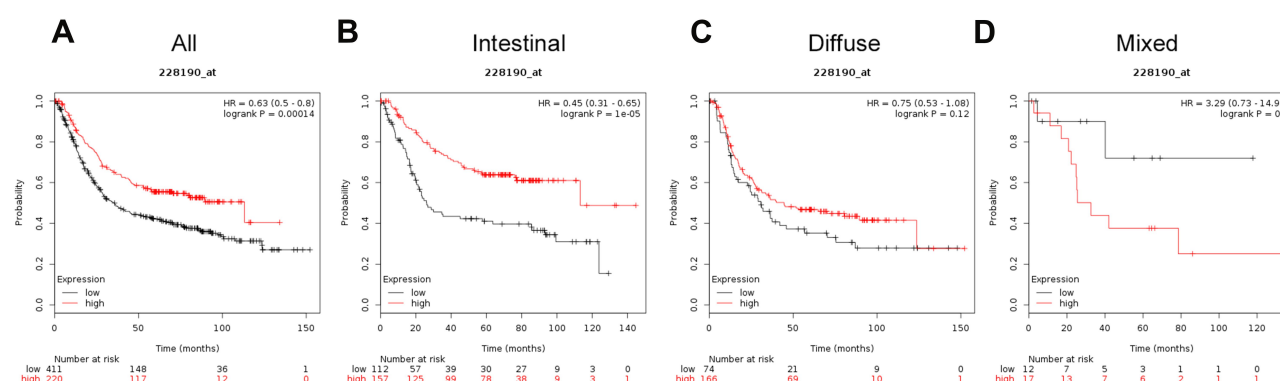 A
All
228190_at
HR = 0.63 (0.5 - 0.8)
logrank P = 0.00014
Probability
1.0
0.8
0.6
0.4
0.2
0.0
Expression
low
high
0 50 100 150
Time (months)
Number at risk
low 411 148 36 1
high 220 117 12 0
B
Intestinal
228190_at
HR = 0.45 (0.31 - 0.65)
logrank P = 1e-05
Probability
1.0
0.8
0.6
0.4
0.2
0.0
Expression
low
high
0 20 40 60 80 100 120 140
Time (months)
Number at risk
low 112 57 39 30 27 9 3 0
high 157 125 99 78 38 9 3 1
C
Diffuse
228190_at
HR = 0.75 (0.53 - 1.08)
logrank P = 0.12
Probability
1.0
0.8
0.6
0.4
0.2
0.0
Expression
low
high
0 50 100 150
Time (months)
Number at risk
low 74 21 9 0
high 166 69 10 1
D
Mixed
228190_at
HR = 3.29 (0.73 - 14.9
logrank P = 0
Probability
1.0
0.8
0.6
0.4
0.2
0.0
Expression
low
high
0 20 40 60 80 100 120
Time (months)
Number at risk
low 12 7 5 3 1 1 0
high 17 13 7 6 2 1 1